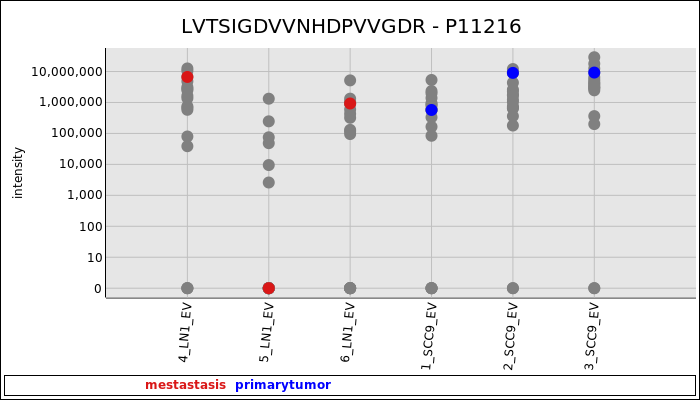 LVTSIGDVVNHDPVVGDR - P11216
intensity
10,000,000
1,000,000
100,000
10,000
1,000
100
10
0
4_LN1_EV
5_LN1_EV
6_LN1_EV
1_SCC9_EV
2_SCC9_EV
3_SCC9_EV
mestastasis primarytumor